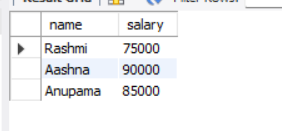 name salary
Rashmi 75000
Aashna 90000
Anupama 85000